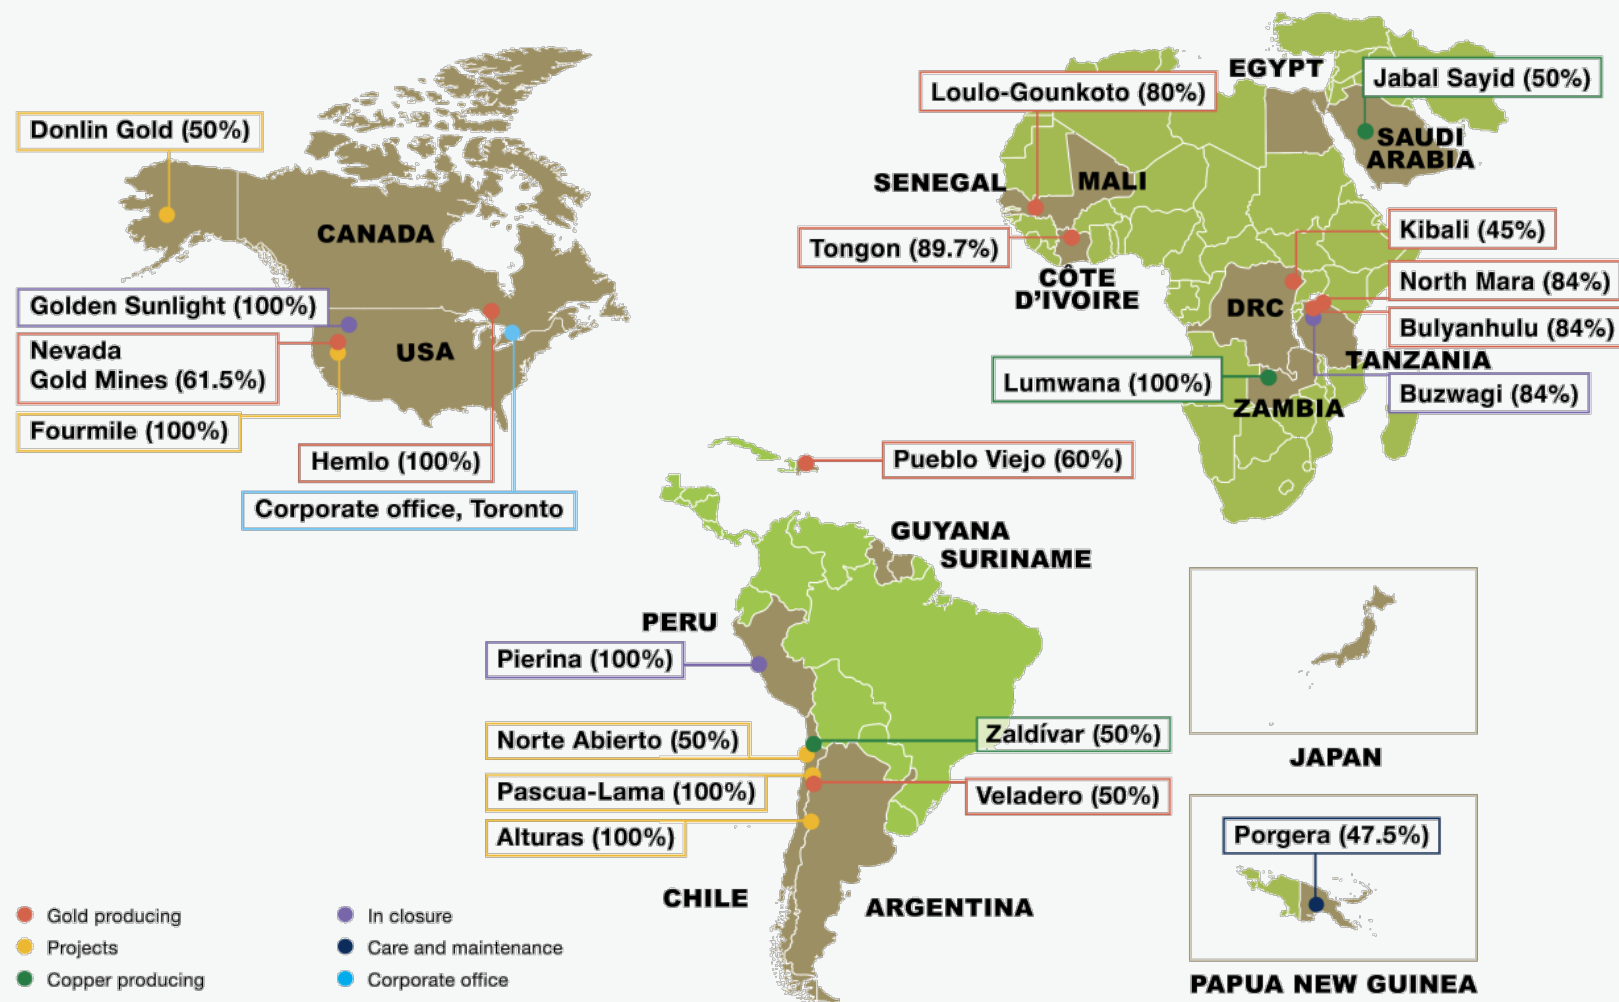 Donlin Gold (50%)
CANADA
Golden Sunlight (100%)
Nevada
Gold Mines (61.5%)
USA
Fourmile (100%)
Hemlo (100%)
Corporate office, Toronto
EGYPT
Jabal Sayid (50%)
Loulo-Gounkoto (80%)
SAUDI
ARABIA
SENEGAL
MALI
Kibali (45%)
Tongon (89.7%)
CÔTE
D'IVOIRE
North Mara (84%)
DRC
Bulyanhulu (84%)
TANZANIA
Lumwana (100%)
Buzwagi (84%)
ZAMBIA
Pueblo Viejo (60%)
GUYANA
SURINAME
PERU
Pierina (100%)
Norte Abierto (50%)
Zaldívar (50%)
Pascua-Lama (100%)
Veladero (50%)
Alturas (100%)
CHILE
ARGENTINA
JAPAN
Porgera (47.5%)
PAPUA NEW GUINEA
Gold producing
Projects
Copper producing
In closure
Care and maintenance
Corporate office